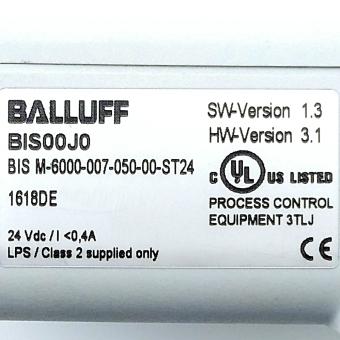 BALLUFF
BIS00J0
BIS M-6000-007-050-00-ST24
1618DE
24 Vdc / I <0,4A
LPS / Class 2 supplied only
SW-Version 1.3
HW-Version 3.1
C UL US LISTED
PROCESS CONTROL
EQUIPMENT 3TLJ
CE